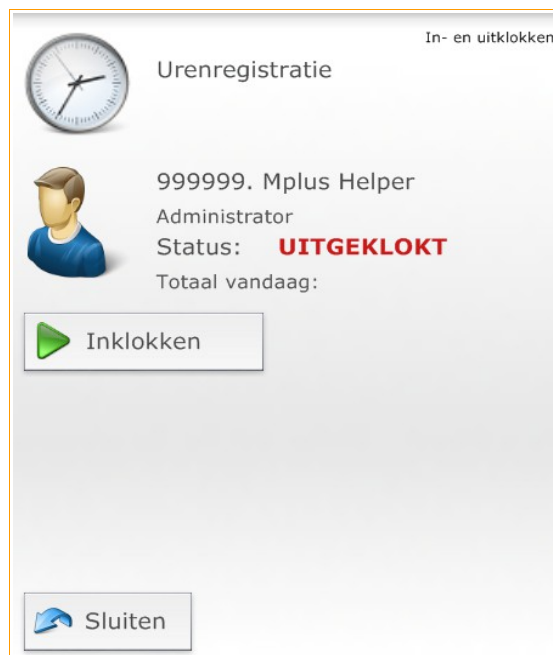 In- en uitklokken
Urenregistratie
999999. Mplus Helper
Administrator
Status: UITGEKLOKT
Totaal vandaag:
Inklokken
Sluiten